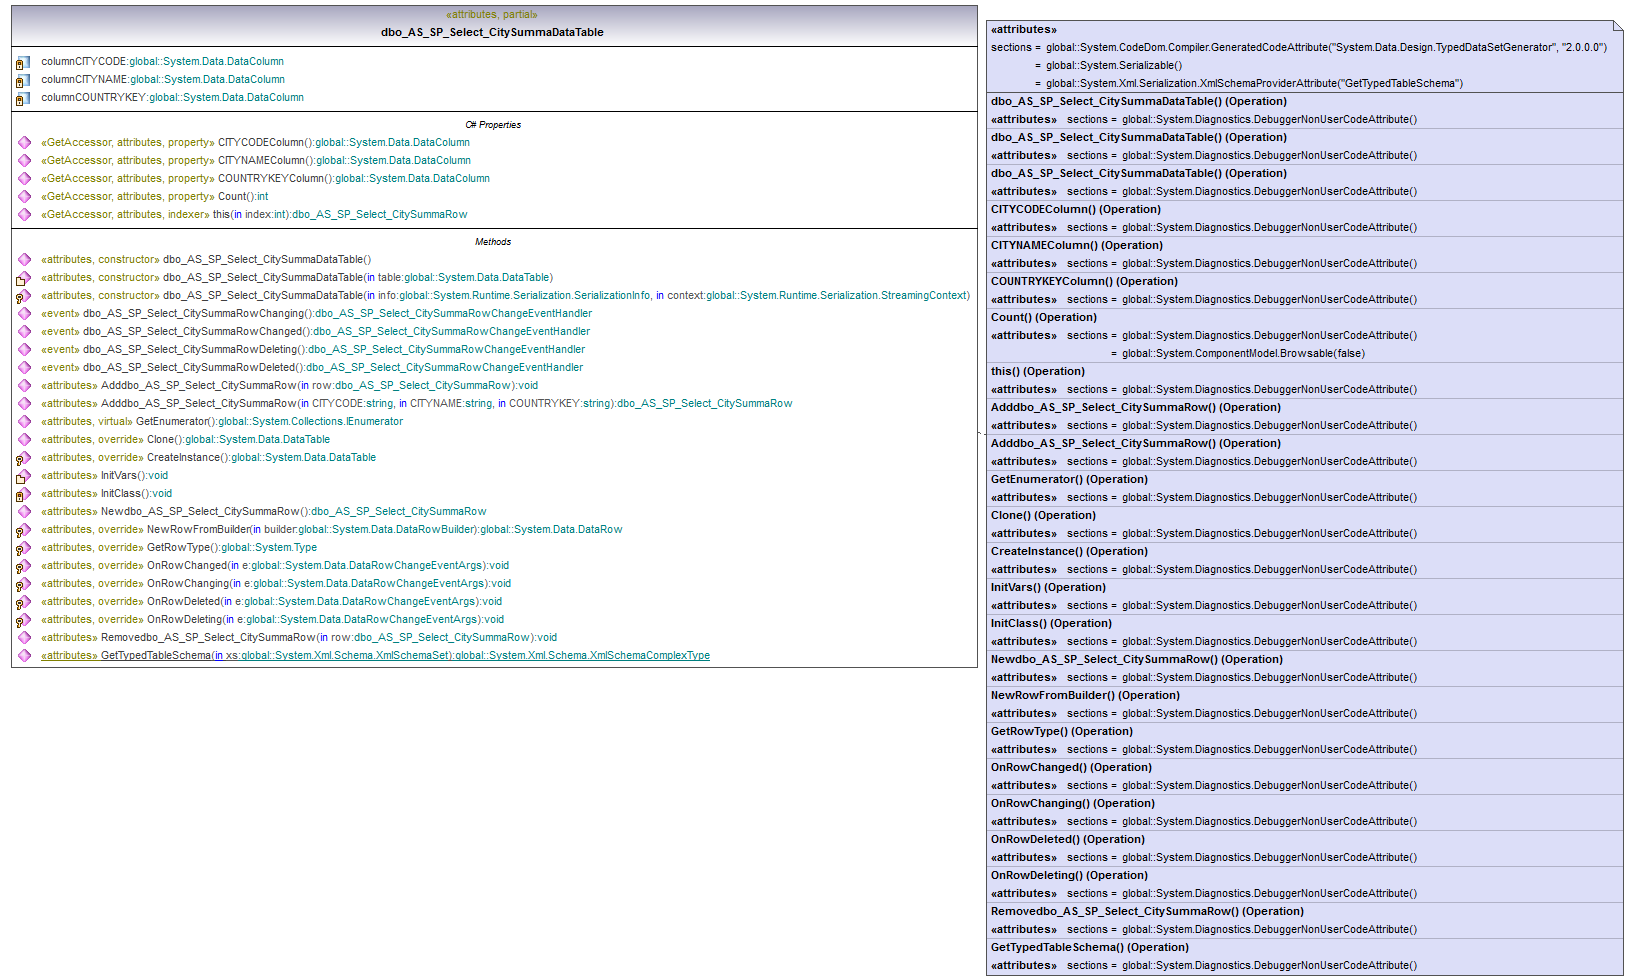 «attributes, partial»
dbo_AS_SP_Select_CitySummaDataTable
columnCITYCODE:global::System.Data.DataColumn
columnCITYNAME:global::System.Data.DataColumn
columnCOUNTRYKEY:global::System.Data.DataColumn
C# Properties
«GetAccessor, attributes, property» CITYCODEColumn():global::System.Data.DataColumn
«GetAccessor, attributes, property» CITYNAMEColumn():global::System.Data.DataColumn
«GetAccessor, attributes, property» COUNTRYKEYColumn():global::System.Data.DataColumn
«GetAccessor, attributes, property» Count():int
«GetAccessor, attributes, indexer» this(in index:int):dbo_AS_SP_Select_CitySummaRow
Methods
«attributes, constructor» dbo_AS_SP_Select_CitySummaDataTable()
«attributes, constructor» dbo_AS_SP_Select_CitySummaDataTable(in table:global::System.Data.DataTable)
«attributes, constructor» dbo_AS_SP_Select_CitySummaDataTable(in info:global::System.Runtime.Serialization.SerializationInfo, in context:global::System.Runtime.Serialization.StreamingContext)
«event» dbo_AS_SP_Select_CitySummaRowChanging():dbo_AS_SP_Select_CitySummaRowChangeEventHandler
«event» dbo_AS_SP_Select_CitySummaRowChanged():dbo_AS_SP_Select_CitySummaRowChangeEventHandler
«event» dbo_AS_SP_Select_CitySummaRowDeleting():dbo_AS_SP_Select_CitySummaRowChangeEventHandler
«event» dbo_AS_SP_Select_CitySummaRowDeleted():dbo_AS_SP_Select_CitySummaRowChangeEventHandler
«attributes» Adddbo_AS_SP_Select_CitySummaRow(in row:dbo_AS_SP_Select_CitySummaRow):void
«attributes» Adddbo_AS_SP_Select_CitySummaRow(in CITYCODE:string, in CITYNAME:string, in COUNTRYKEY:string):dbo_AS_SP_Select_CitySummaRow
«attributes, virtual» GetEnumerator():global::System.Collections.IEnumerator
«attributes, override» Clone():global::System.Data.DataTable
«attributes, override» CreateInstance():global::System.Data.DataTable
«attributes» InitVars():void
«attributes» InitClass():void
«attributes» Newdbo_AS_SP_Select_CitySummaRow():dbo_AS_SP_Select_CitySummaRow
«attributes, override» NewRowFromBuilder(in builder:global::System.Data.DataRowBuilder):global::System.Data.DataRow
«attributes, override» GetRowType():global::System.Type
«attributes, override» OnRowChanged(in e:global::System.Data.DataRowChangeEventArgs):void
«attributes, override» OnRowChanging(in e:global::System.Data.DataRowChangeEventArgs):void
«attributes, override» OnRowDeleted(in e:global::System.Data.DataRowChangeEventArgs):void
«attributes, override» OnRowDeleting(in e:global::System.Data.DataRowChangeEventArgs):void
«attributes» Removedbo_AS_SP_Select_CitySummaRow(in row:dbo_AS_SP_Select_CitySummaRow):void
«attributes» GetTypedTableSchema(in xs:global::System.Xml.Schema.XmlSchemaSet):global::System.Xml.Schema.XmlSchemaComplexType
«attributes»
sections = global::System.CodeDom.Compiler.GeneratedCodeAttribute("System.Data.Design.TypedDataSetGenerator", "2.0.0.0")
= global::System.Serializable()
= global::System.Xml.Serialization.XmlSchemaProviderAttribute("GetTypedTableSchema")
dbo_AS_SP_Select_CitySummaDataTable() (Operation)
«attributes» sections = global::System.Diagnostics.DebuggerNonUserCodeAttribute()
dbo_AS_SP_Select_CitySummaDataTable() (Operation)
«attributes» sections = global::System.Diagnostics.DebuggerNonUserCodeAttribute()
dbo_AS_SP_Select_CitySummaDataTable() (Operation)
«attributes» sections = global::System.Diagnostics.DebuggerNonUserCodeAttribute()
CITYCODEColumn() (Operation)
«attributes» sections = global::System.Diagnostics.DebuggerNonUserCodeAttribute()
CITYNAMEColumn() (Operation)
«attributes» sections = global::System.Diagnostics.DebuggerNonUserCodeAttribute()
COUNTRYKEYColumn() (Operation)
«attributes» sections = global::System.Diagnostics.DebuggerNonUserCodeAttribute()
Count() (Operation)
«attributes» sections = global::System.Diagnostics.DebuggerNonUserCodeAttribute()
= global::System.ComponentModel.Browsable(false)
this() (Operation)
«attributes» sections = global::System.Diagnostics.DebuggerNonUserCodeAttribute()
Adddbo_AS_SP_Select_CitySummaRow() (Operation)
«attributes» sections = global::System.Diagnostics.DebuggerNonUserCodeAttribute()
Adddbo_AS_SP_Select_CitySummaRow() (Operation)
«attributes» sections = global::System.Diagnostics.DebuggerNonUserCodeAttribute()
GetEnumerator() (Operation)
«attributes» sections = global::System.Diagnostics.DebuggerNonUserCodeAttribute()
Clone() (Operation)
«attributes» sections = global::System.Diagnostics.DebuggerNonUserCodeAttribute()
CreateInstance() (Operation)
«attributes» sections = global::System.Diagnostics.DebuggerNonUserCodeAttribute()
InitVars() (Operation)
«attributes» sections = global::System.Diagnostics.DebuggerNonUserCodeAttribute()
InitClass() (Operation)
«attributes» sections = global::System.Diagnostics.DebuggerNonUserCodeAttribute()
Newdbo_AS_SP_Select_CitySummaRow() (Operation)
«attributes» sections = global::System.Diagnostics.DebuggerNonUserCodeAttribute()
NewRowFromBuilder() (Operation)
«attributes» sections = global::System.Diagnostics.DebuggerNonUserCodeAttribute()
GetRowType() (Operation)
«attributes» sections = global::System.Diagnostics.DebuggerNonUserCodeAttribute()
OnRowChanged() (Operation)
«attributes» sections = global::System.Diagnostics.DebuggerNonUserCodeAttribute()
OnRowChanging() (Operation)
«attributes» sections = global::System.Diagnostics.DebuggerNonUserCodeAttribute()
OnRowDeleted() (Operation)
«attributes» sections = global::System.Diagnostics.DebuggerNonUserCodeAttribute()
OnRowDeleting() (Operation)
«attributes» sections = global::System.Diagnostics.DebuggerNonUserCodeAttribute()
Removedbo_AS_SP_Select_CitySummaRow() (Operation)
«attributes» sections = global::System.Diagnostics.DebuggerNonUserCodeAttribute()
GetTypedTableSchema() (Operation)
«attributes» sections = global::System.Diagnostics.DebuggerNonUserCodeAttribute()